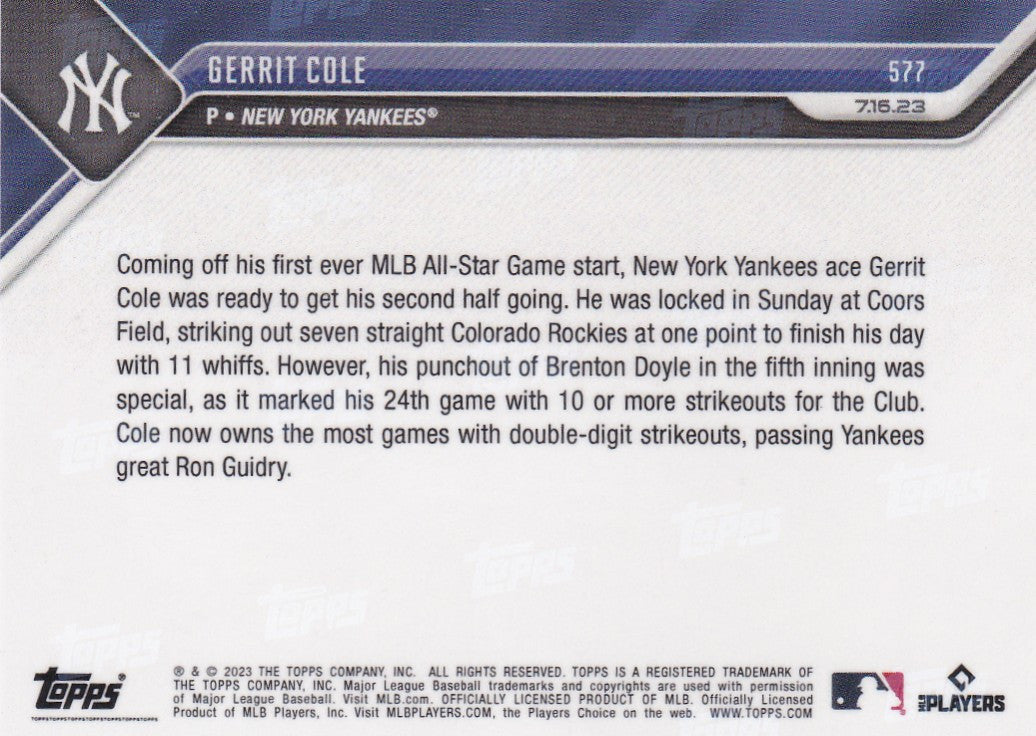 GERRIT COLE
577
P • NEW YORK YANKEES®
7.16.23
Coming off his first ever MLB All-Star Game start, New York Yankees ace Gerrit
Cole was ready to get his second half going. He was locked in Sunday at Coors
Field, striking out seven straight Colorado Rockies at one point to finish his day
with 11 whiffs. However, his punchout of Brenton Doyle in the fifth inning was
special, as it marked his 24th game with 10 or more strikeouts for the Club.
Cole now owns the most games with double-digit strikeouts, passing Yankees
great Ron Guidry.
Topps®
TOPPSTOPPSTOPPSTOPPSTOPPSTOPPSTOPPS
® & © 2023 THE TOPPS COMPANY, INC. ALL RIGHTS RESERVED. TOPPS IS A REGISTERED TRADEMARK OF
THE TOPPS COMPANY, INC. Major League Baseball trademarks and copyrights are used with permission
of Major League Baseball. Visit MLB.com. OFFICIALLY LICENSED PRODUCT OF MLB. Officially Licensed
Product of MLB Players, Inc. Visit MLBPLAYERS.COM, the Players Choice on the web. WWW.TOPPS.COM
MLB PLAYERS